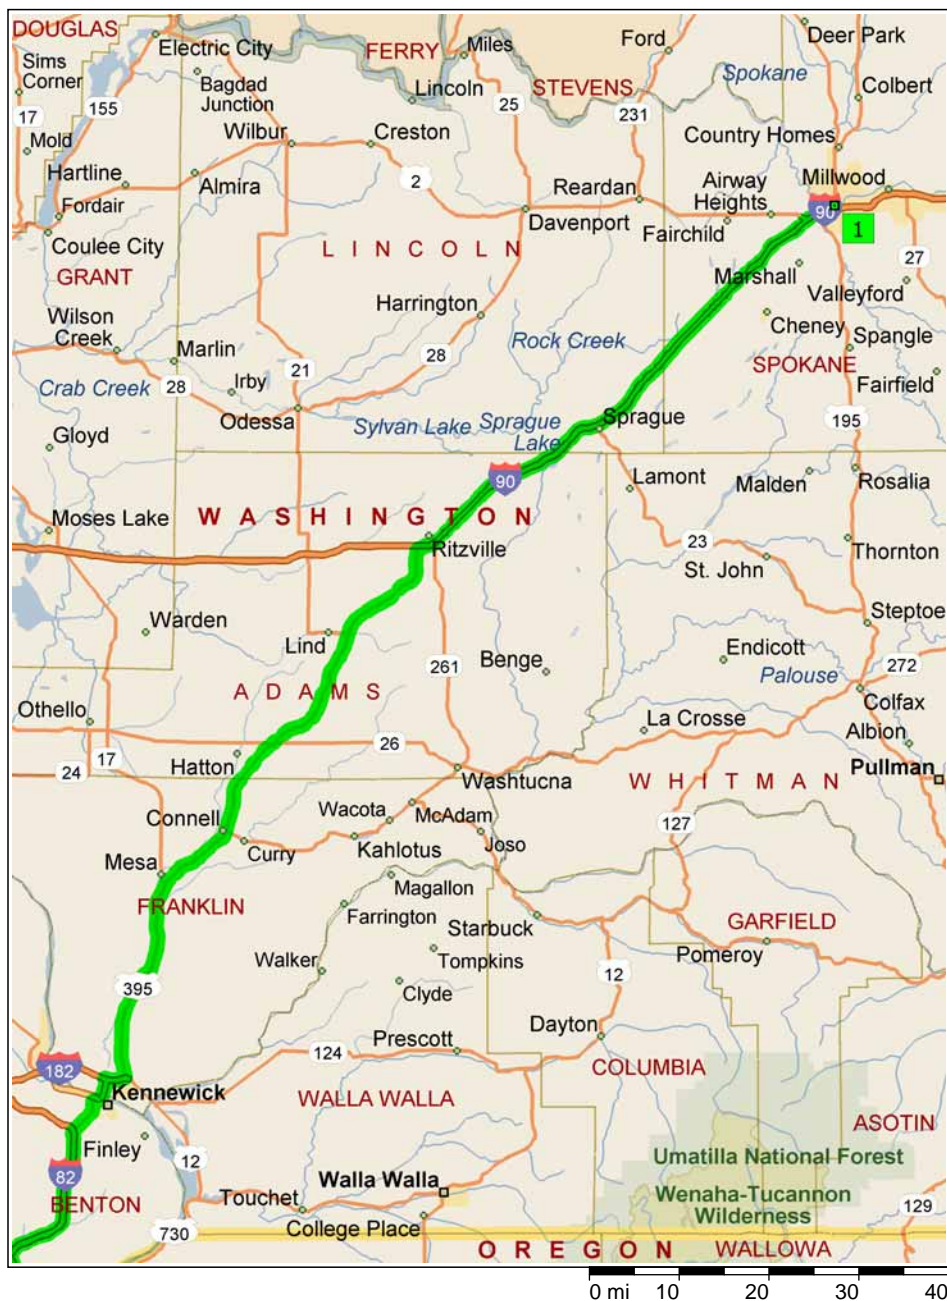 DOUGLAS
Electric City
FERRY
Miles
Ford
Deer Park
Sims
Corner
Bagdad
Junction
Lincoln
STEVENS
Spokane
Colbert
17
155
25
231
Mold
Wilbur
Creston
Country Homes
Hartline
Almira
2
Reardan
Airway
Heights
Millwood
Fordair
Davenport
Fairchild
90
1
Coulee City
LINCOLN
GRANT
Marshall
27
Valleyford
Harrington
Wilson
Creek
Rock Creek
Cheney
Spangle
Marlin
28
21
SPOKANE
Crab Creek
28
Irby
Fairfield
Odessa
Sylvan Lake
Sprague
Lake
Sprague
195
Gloyd
90
Lamont
Malden
Rosalia
Moses Lake
WASHINGTON
Ritzville
23
Thornton
St. John
Warden
Lind
Steptoe
261
Benge
Endicott
272
Palouse
ADAMS
Colfax
Othello
La Crosse
Albion
17
26
24
Hatton
Washtucna
WHITMAN
Pullman
Connell
Wacota
McAdam
127
Curry
Kahlotus
Joso
Mesa
Magallon
FRANKLIN
Farrington
Starbuck
GARFIELD
Walker
Tompkins
Pomeroy
395
Clyde
12
Prescott
Dayton
124
182
COLUMBIA
Kennewick
WALLA WALLA
ASOTIN
Finley
12
Umatilla National Forest
82
Walla Walla
Wenaha-Tucannon
Wilderness
BENTON
Touchet
129
730
College Place
OREGON
WALLOWA
0 mi 10 20 30 40